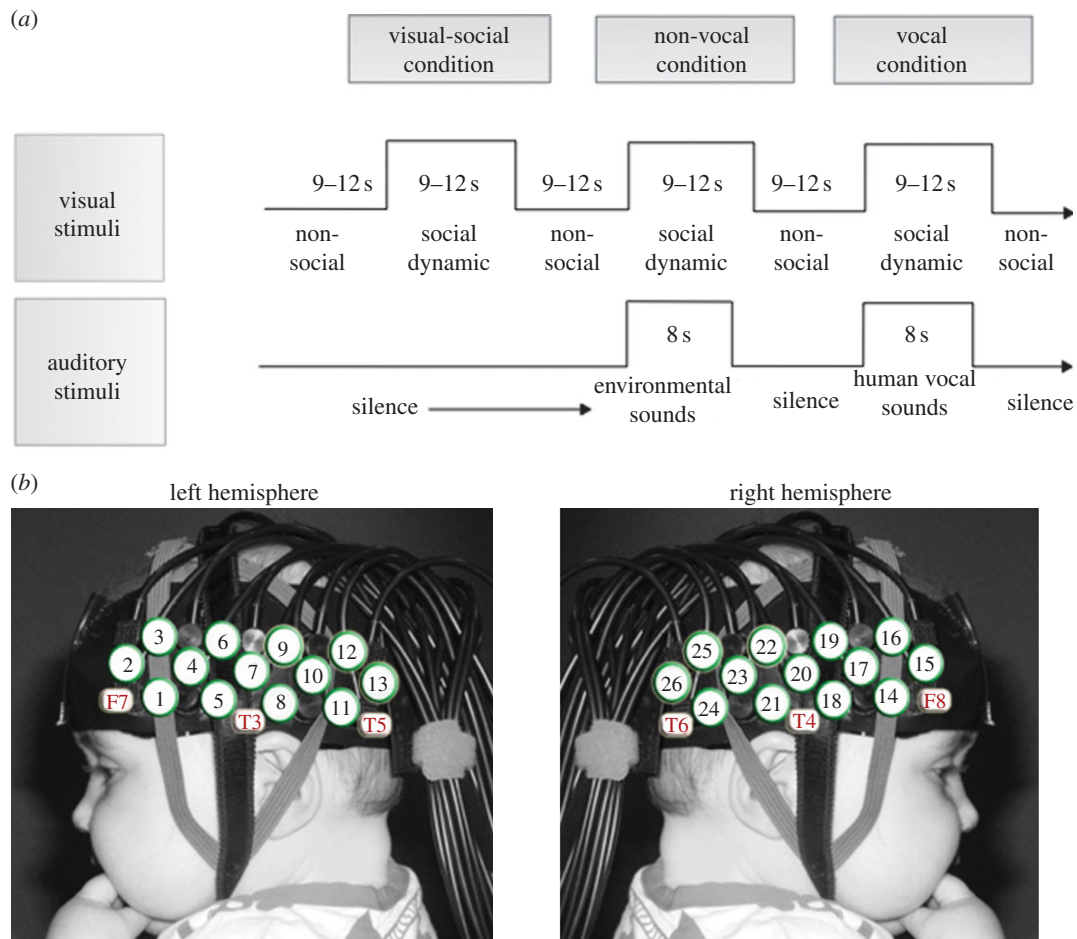 (a)
visual-social
condition
non-vocal
condition
vocal
condition
visual
stimuli
9–12 s 9–12 s 9–12 s 9–12 s 9–12 s 9–12 s
non-
social
social
dynamic
non-
social
social
dynamic
non-
social
social
dynamic
non-
social
auditory
stimuli
8 s
8 s
silence
environmental
sounds
silence
human vocal
sounds
silence
(b)
left hemisphere
right hemisphere
3 6 9 12
2 4 7 10 13
1 5 8 11
F7 T3 T5
25 22 19 16
26 23 20 17 15
24 21 18 14
T6 T4 F8